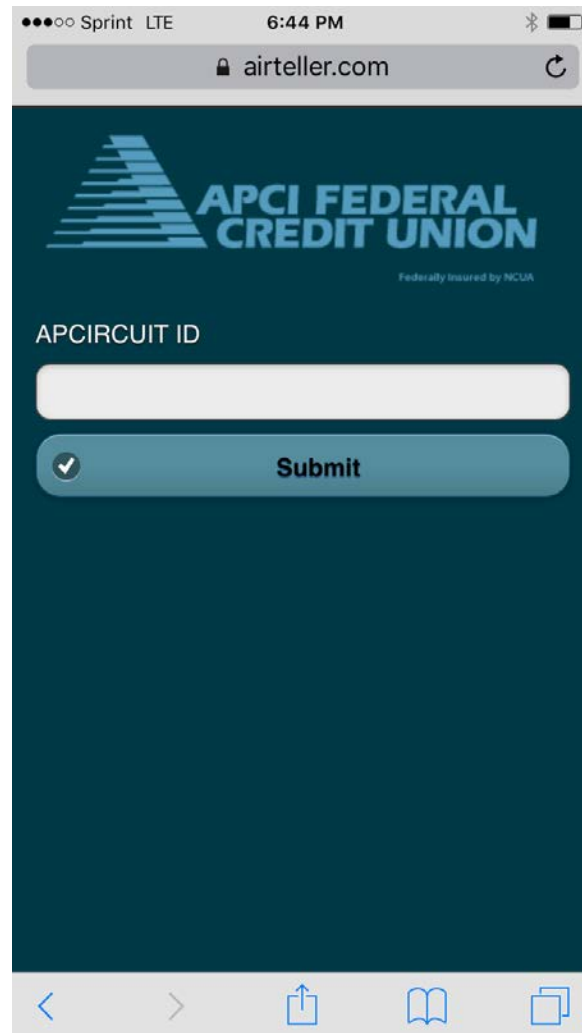 Sprint LTE 6:44 PM
airteller.com
APCI FEDERAL
CREDIT UNION
Federally Insured by NCUA
APCIRCUIT ID
Submit